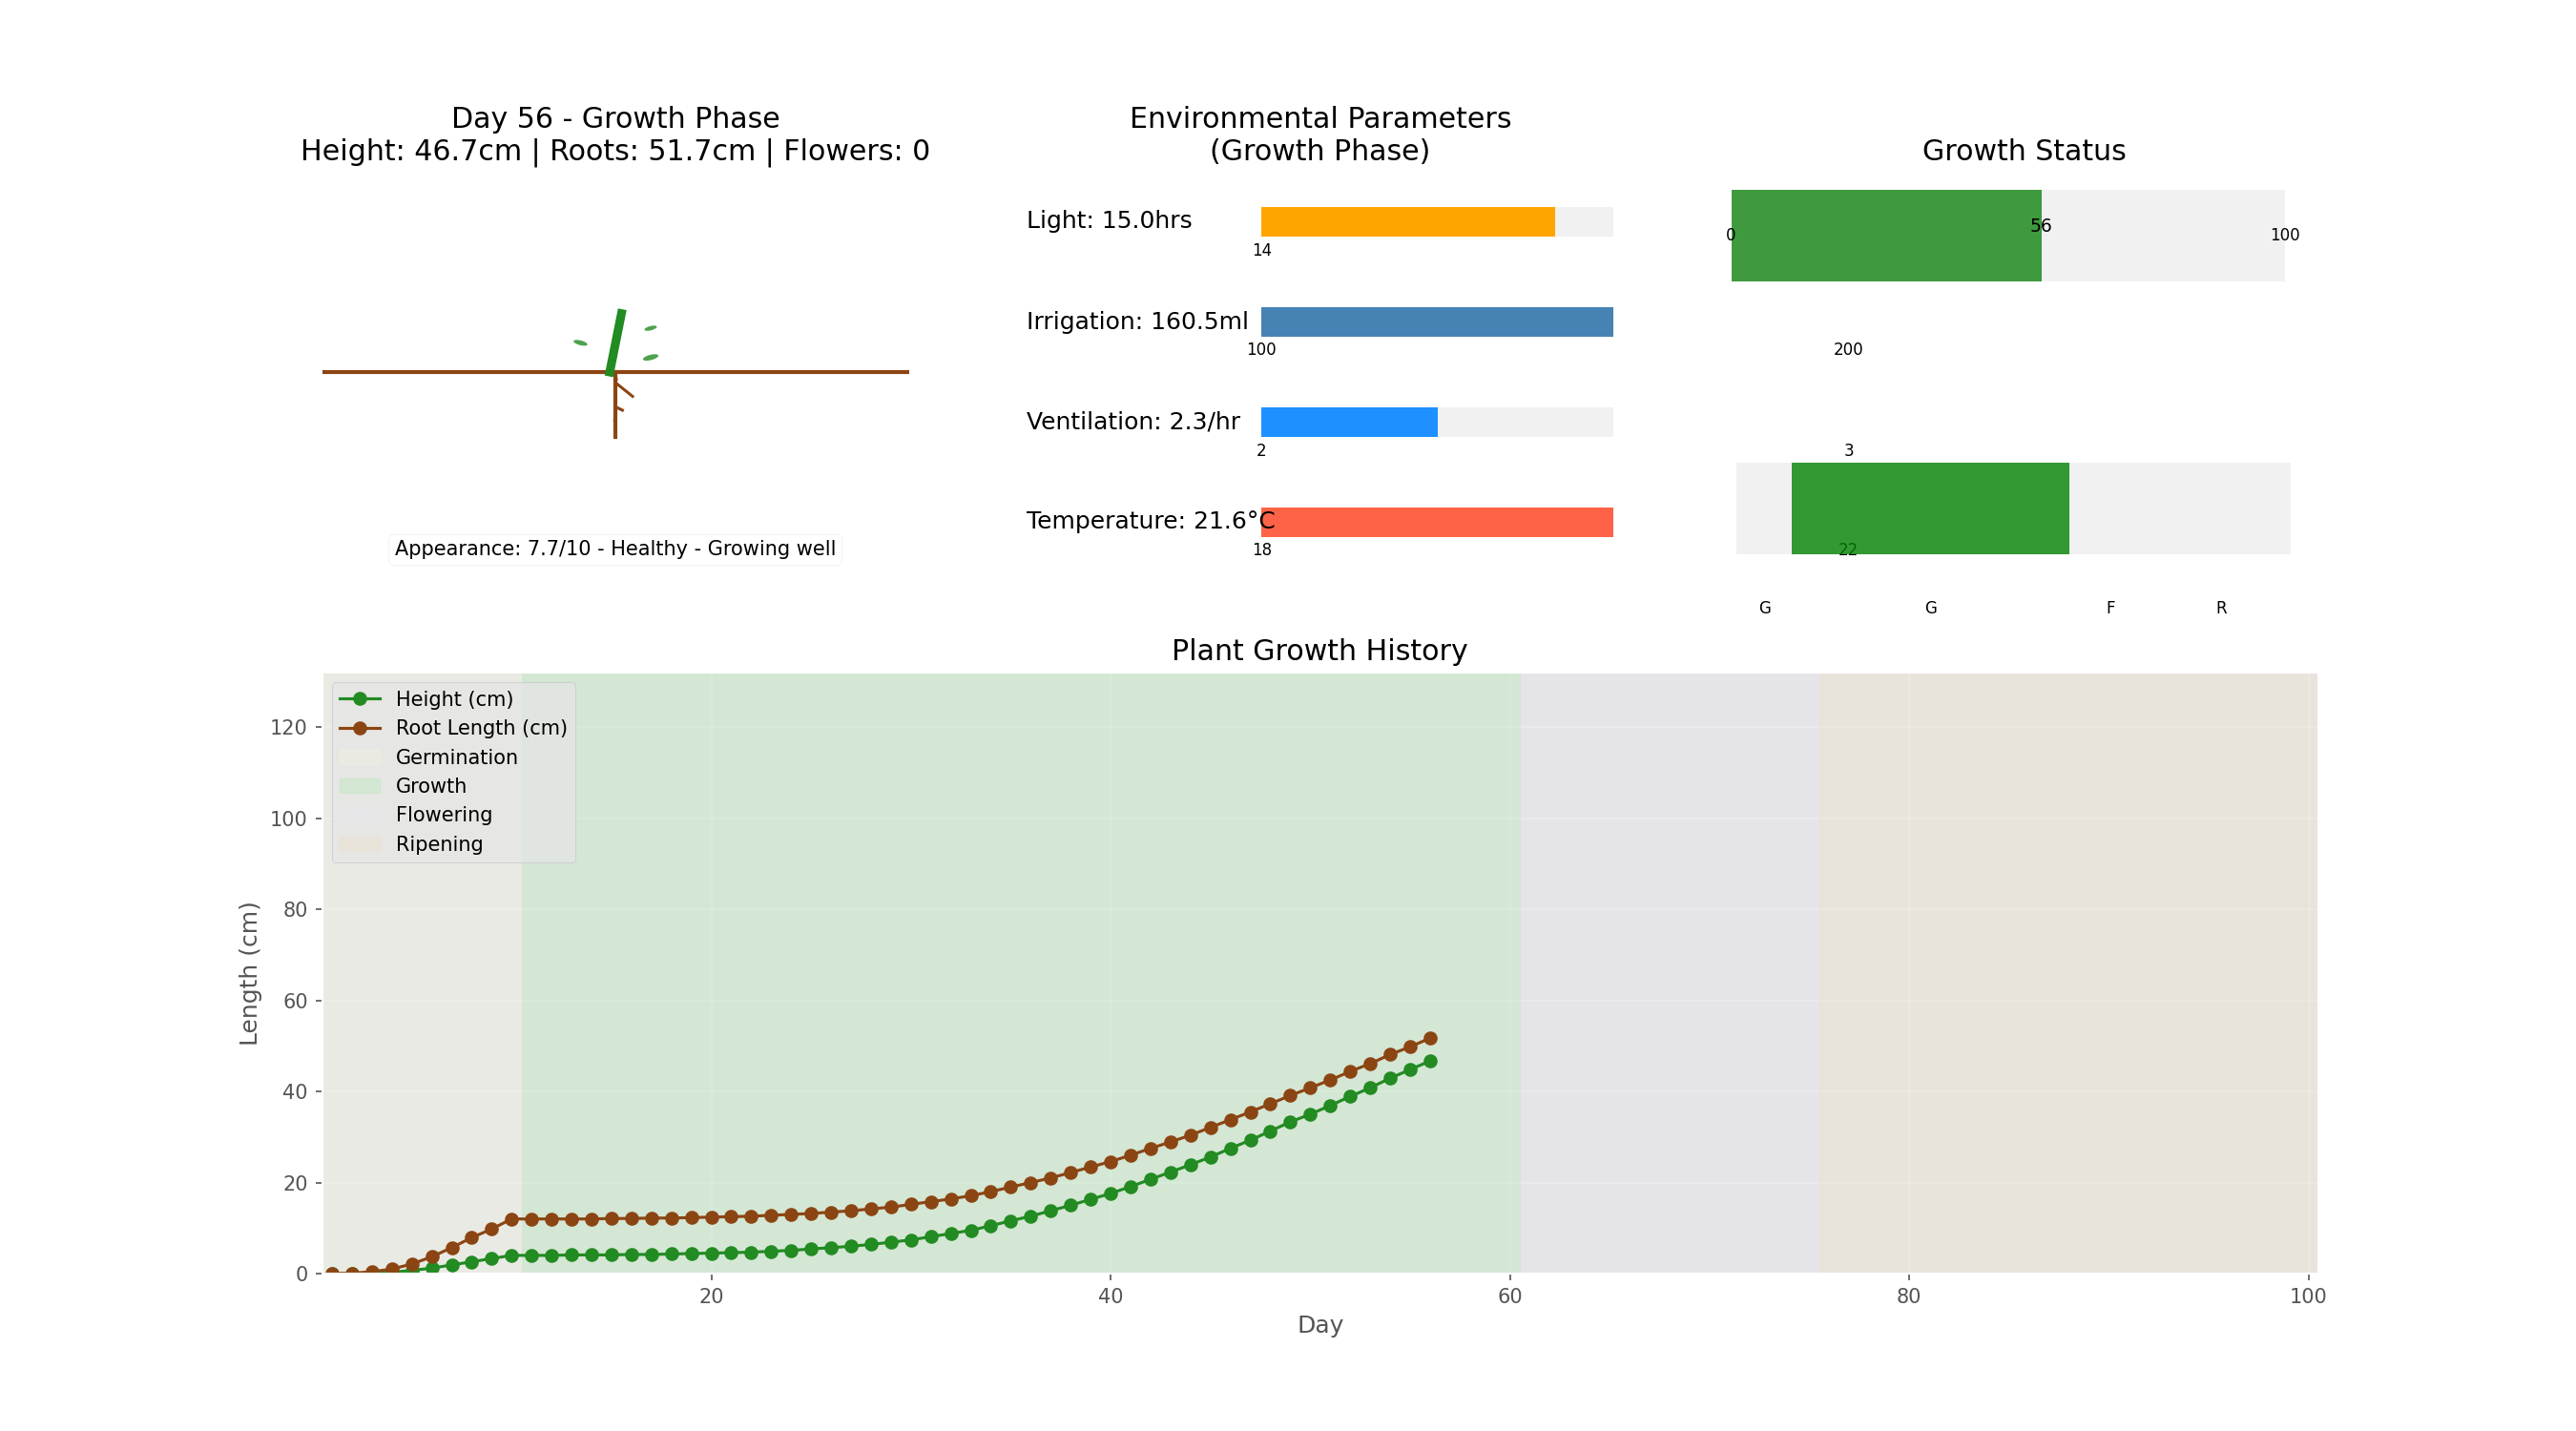 Day 56 - Growth Phase
Height: 46.7cm | Roots: 51.7cm | Flowers: 0
Appearance: 7.7/10 - Healthy - Growing well
Environmental Parameters
(Growth Phase)
Light: 15.0hrs
14
Irrigation: 160.5ml
100
200
Ventilation: 2.3/hr
2
3
Temperature: 21.6°C
18
22
Growth Status
0
56
100
G
G
F
R
Plant Growth History
Height (cm)
Root Length (cm)
Germination
Growth
Flowering
Ripening
Length (cm)
120
100
80
60
40
20
0
20
40
60
80
100
Day